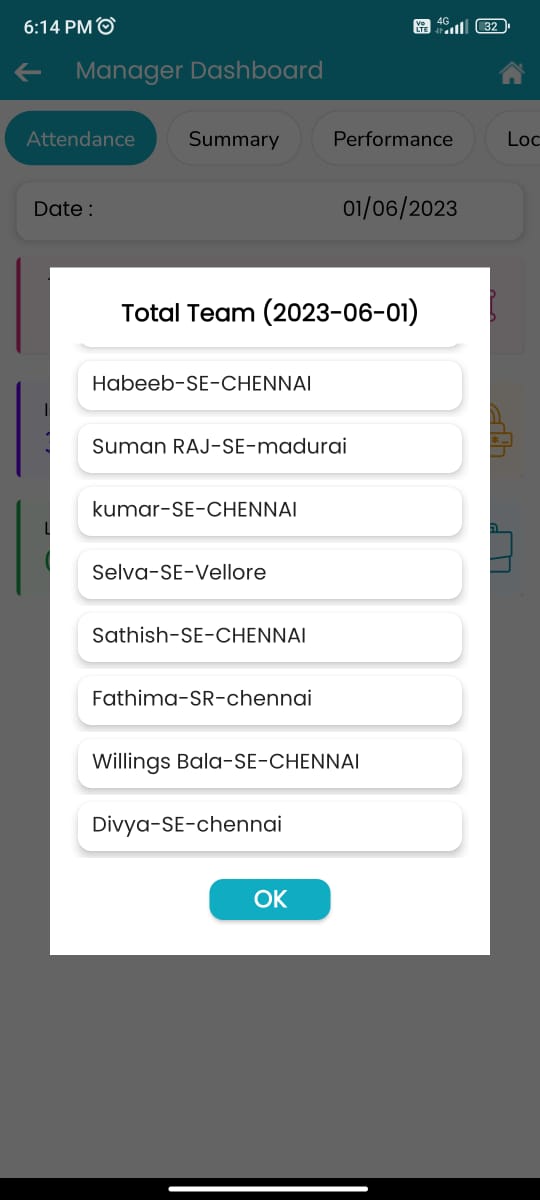 6:14 PM
Vo LTE 4G 32
Manager Dashboard
Attendance Summary Performance Loc
Date : 01/06/2023
Total Team (2023-06-01)
Habeeb-SE-CHENNAI
Suman RAJ-SE-madurai
kumar-SE-CHENNAI
Selva-SE-Vellore
Sathish-SE-CHENNAI
Fathima-SR-chennai
Willings Bala-SE-CHENNAI
Divya-SE-chennai
OK